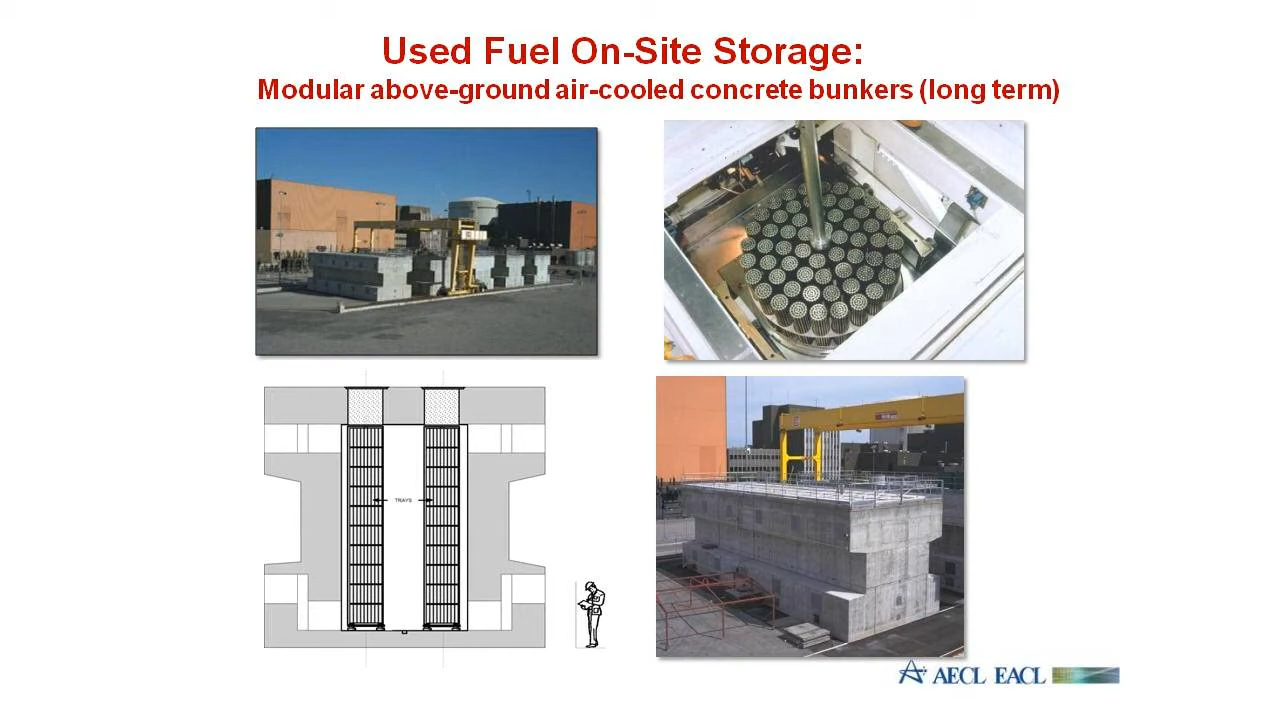 Used Fuel On-Site Storage:
Modular above-ground air-cooled concrete bunkers (long term)
TRAYS
AECL EACL